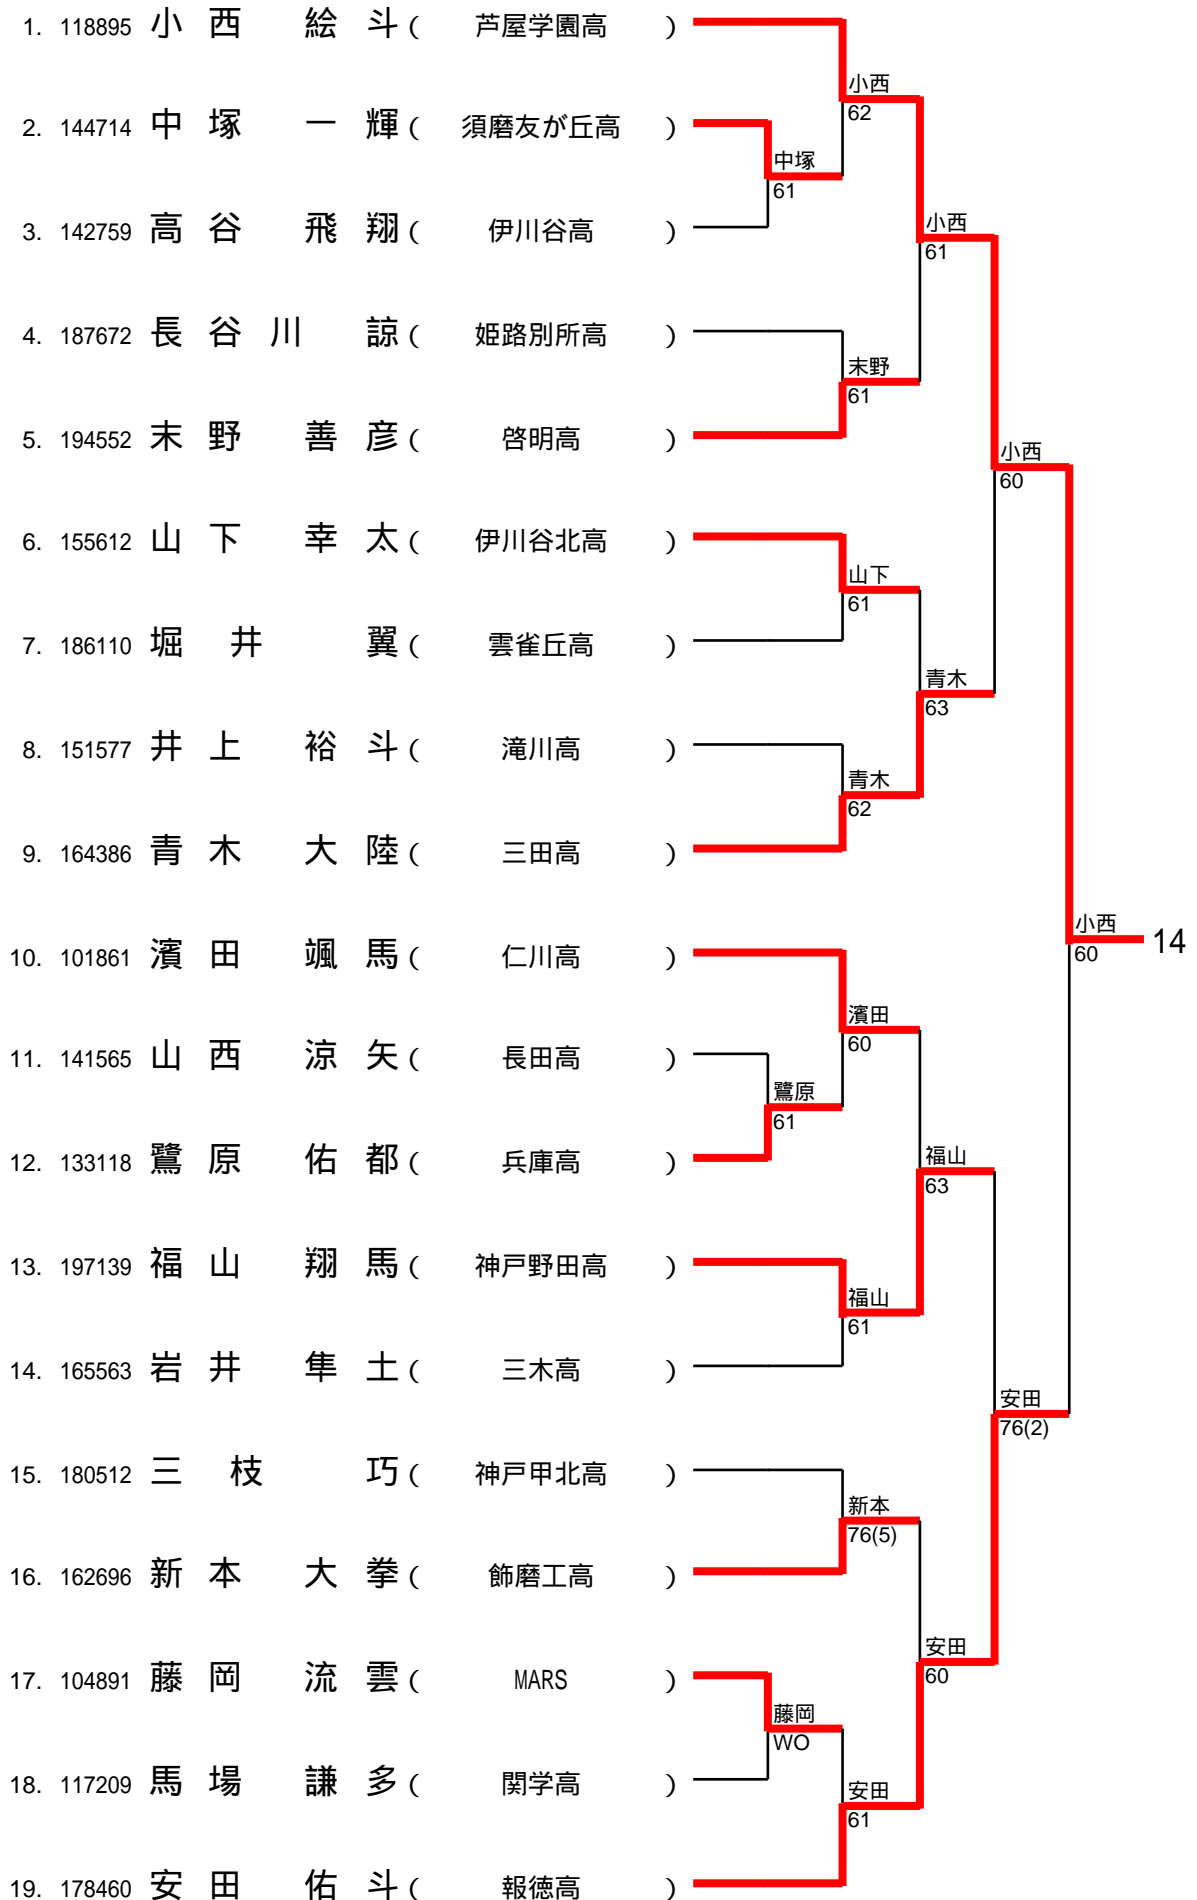 1. 118895 小西 絵斗 ( 芦屋学園高 )
小西
62
2. 144714 中塚 一輝 ( 須磨友が丘高 )
中塚
61
3. 142759 高谷 飛翔 ( 伊川谷高 )
小西
61
4. 187672 長谷川 諒 ( 姫路別所高 )
末野
61
5. 194552 末野 善彦 ( 啓明高 )
小西
60
6. 155612 山下 幸太 ( 伊川谷北高 )
山下
61
7. 186110 堀井 翼 ( 雲雀丘高 )
青木
63
8. 151577 井上 裕斗 ( 滝川高 )
青木
62
9. 164386 青木 大陸 ( 三田高 )
小西
60
14
10. 101861 濱田 颯馬 ( 仁川高 )
濱田
60
11. 141565 山西 涼矢 ( 長田高 )
鷺原
61
12. 133118 鷺原 佑都 ( 兵庫高 )
福山
63
13. 197139 福山 翔馬 ( 神戸野田高 )
福山
61
14. 165563 岩井 隼土 ( 三木高 )
安田
76(2)
15. 180512 三枝 巧 ( 神戸甲北高 )
新本
76(5)
16. 162696 新本 大拳 ( 飾磨工高 )
安田
60
17. 104891 藤岡 流雲 ( MARS )
藤岡
WO
18. 117209 馬場 謙多 ( 関学高 )
安田
61
19. 178460 安田 佑斗 ( 報徳高 )